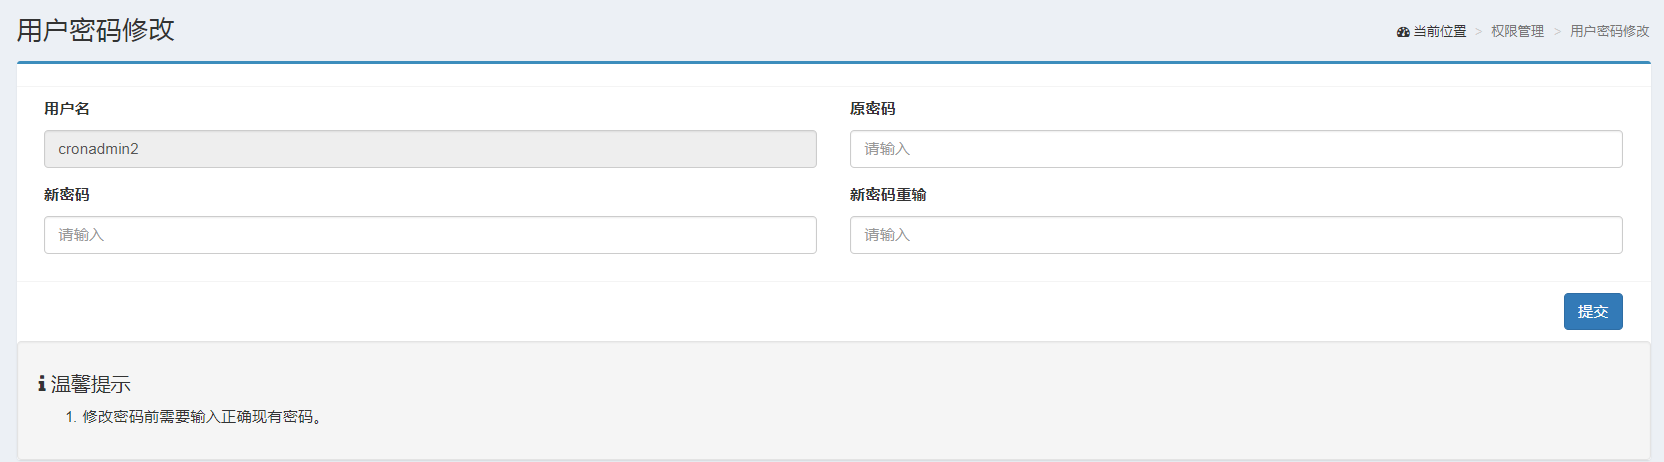 用户密码修改
当前位置 > 权限管理 > 用户密码修改
用户名
原密码
cronadmin2
请输入
新密码
新密码重输
请输入
请输入
提交
温馨提示
1. 修改密码前需要输入正确现有密码。